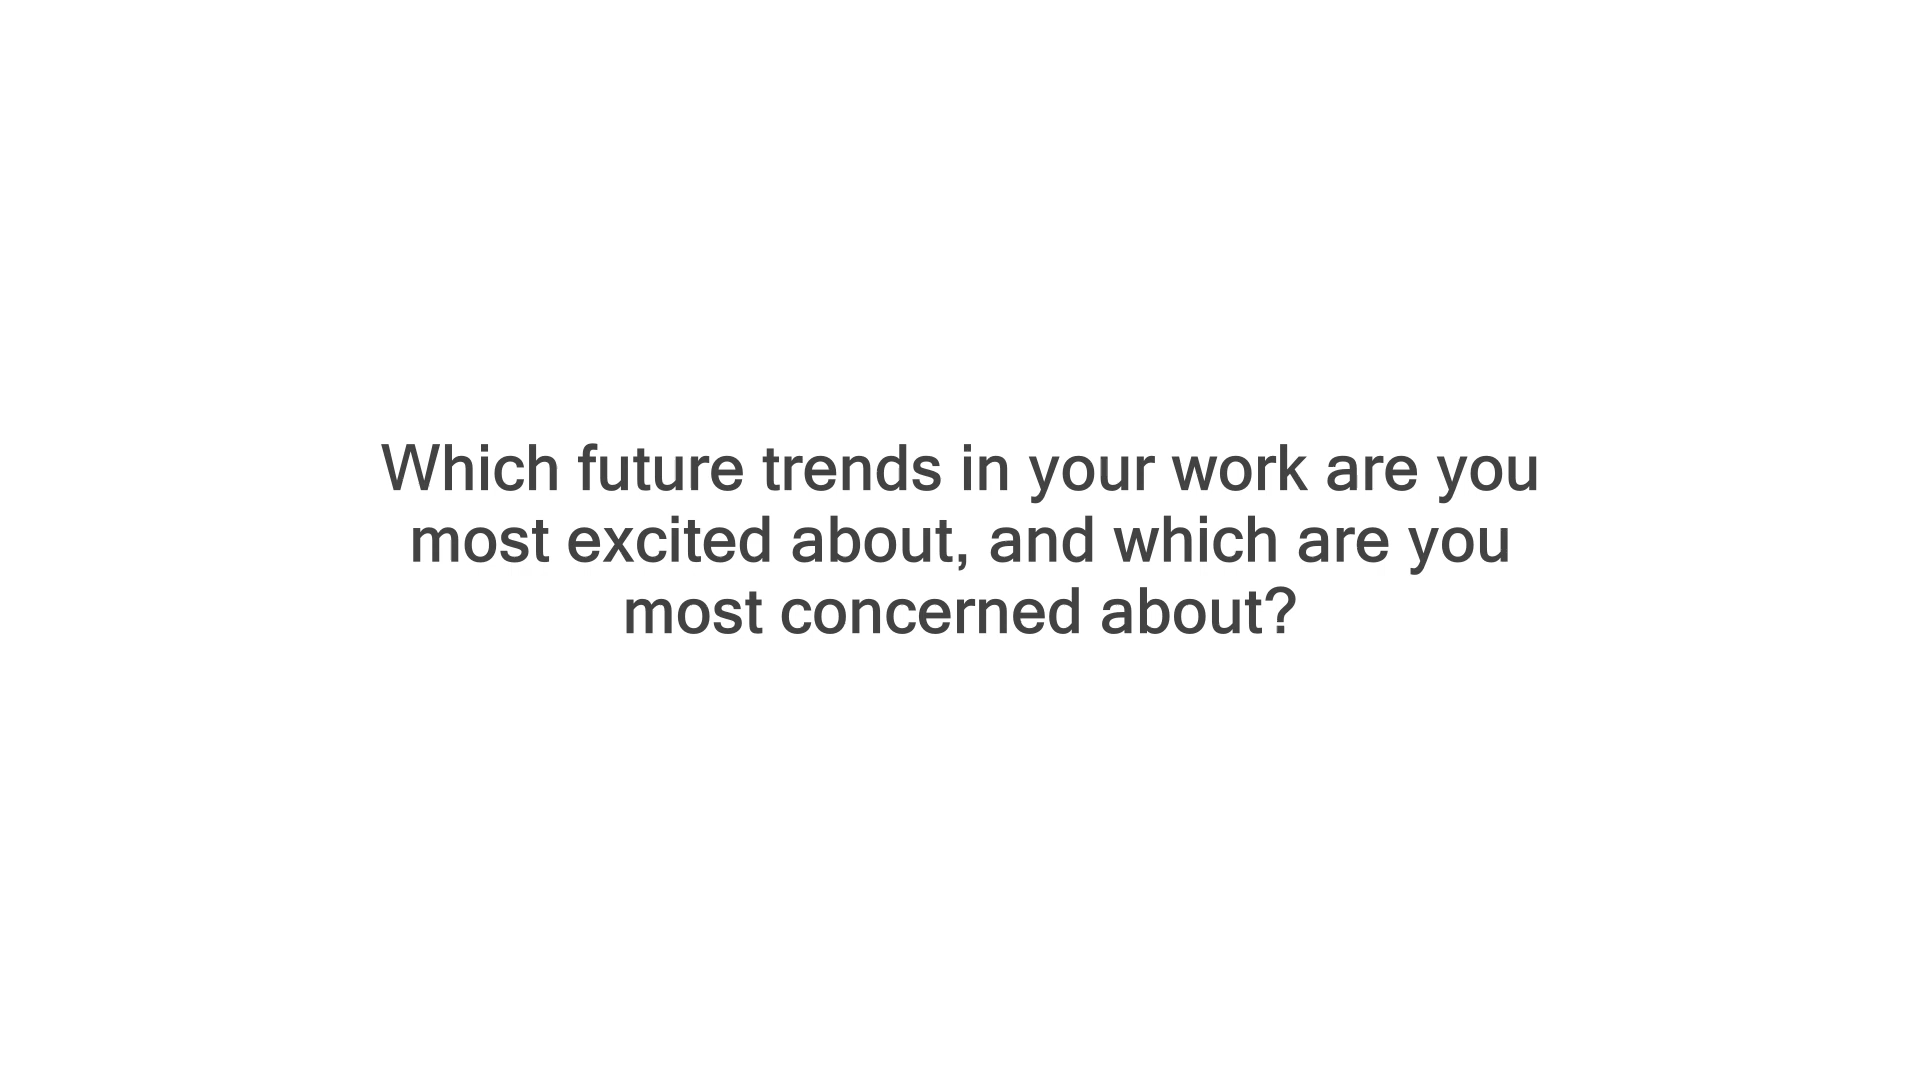 Which future trends in your work are you
most excited about, and which are you
most concerned about?